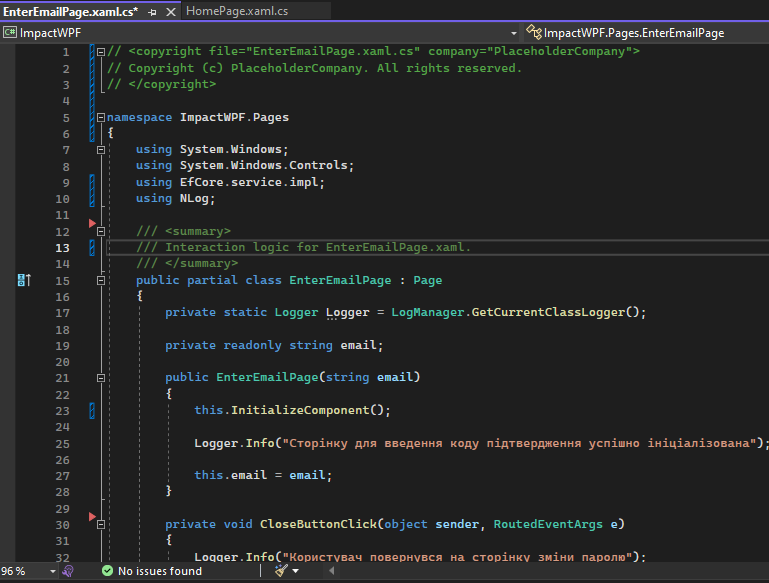 EnterEmailPage.xaml.cs* HomePage.xaml.cs
C# ImpactWPF ImpactWPF.Pages.EnterEmailPage
1 // <copyright file="EnterEmailPage.xaml.cs" company="PlaceholderCompany">
2 // Copyright (c) PlaceholderCompany. All rights reserved.
3 // </copyright>
4
5 namespace ImpactWPF.Pages
6 {
7 using System.Windows;
8 using System.Windows.Controls;
9 using EfCore.service.impl;
10 using NLog;
11
12 /// <summary>
13 /// Interaction logic for EnterEmailPage.xaml.
14 /// </summary>
15 public partial class EnterEmailPage : Page
16 {
17 private static Logger Logger = LogManager.GetCurrentClassLogger();
18
19 private readonly string email;
20
21 public EnterEmailPage(string email)
22 {
23 this.InitializeComponent();
24
25 Logger.Info("Сторінку для введення коду підтвердження успішно ініціалізована");
26
27 this.email = email;
28 }
29
30 private void CloseButtonClick(object sender, RoutedEventArgs e)
31 {
32 Logger.Info("Користувач повернувся на сторінку зміни паролю");
96 % No issues found